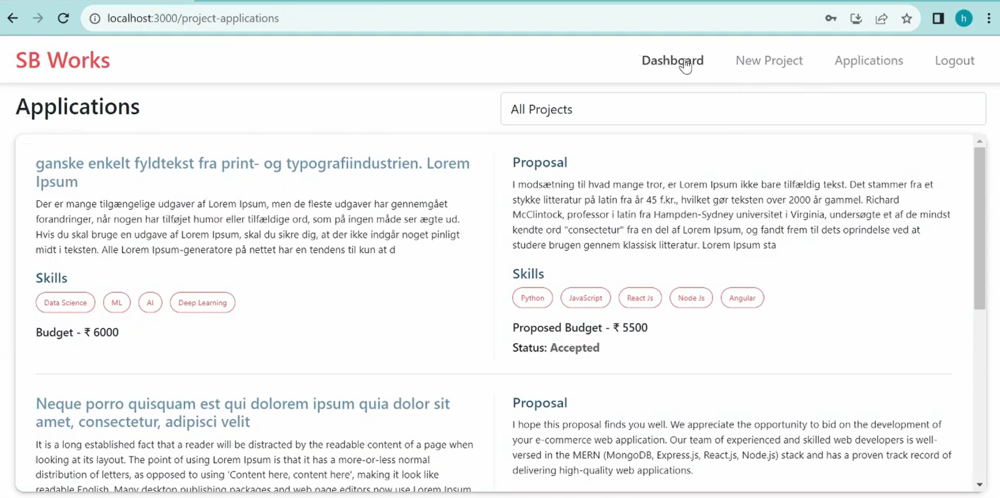 localhost:3000/project-applications
h
SB Works
Dashboard
New Project
Applications
Logout
Applications
All Projects
ganske enkelt fyldtekst fra print- og typografiindustrien. Lorem
Ipsum
Der er mange tilgængelige udgaver af Lorem Ipsum, men de fleste udgaver har gennemgået
forandringer, når nogen har tilføjet humor eller tilfældige ord, som på ingen måde ser ægte ud.
Hvis du skal bruge en udgave af Lorem Ipsum, skal du sikre dig, at der ikke indgår noget pinligt
midt i teksten. Alle Lorem Ipsum-generatore på nettet har en tendens til kun at d
Skills
Data Science
ML
AI
Deep Learning
Budget - ₹ 6000
Proposal
I modsætning til hvad mange tror, er Lorem Ipsum ikke bare tilfældig tekst. Det stammer fra et
stykke litteratur på latin fra år 45 f.kr., hvilket gør teksten over 2000 år gammel. Richard
McClintock, professor i latin fra Hampden-Sydney universitet i Virginia, undersøgte et af de mindst
kendte ord "consectetur" fra en del af Lorem Ipsum, og fandt frem til dets oprindelse ved at
studere brugen gennem klassisk litteratur. Lorem Ipsum sta
Skills
Python
JavaScript
React Js
Node Js
Angular
Proposed Budget - ₹ 5500
Status: Accepted
Neque porro quisquam est qui dolorem ipsum quia dolor sit
amet, consectetur, adipisci velit
It is a long established fact that a reader will be distracted by the readable content of a page when
looking at its layout. The point of using Lorem Ipsum is that it has a more-or-less normal
distribution of letters, as opposed to using 'Content here, content here', making it look like
readable English. Many desktop publishing packages and web page editors now use Lorem Ipsum
Proposal
I hope this proposal finds you well. We appreciate the opportunity to bid on the development of
your e-commerce web application. Our team of experienced and skilled web developers is well-
versed in the MERN (MongoDB, Express.js, React.js, Node.js) stack and has a proven track record of
delivering high-quality web applications.